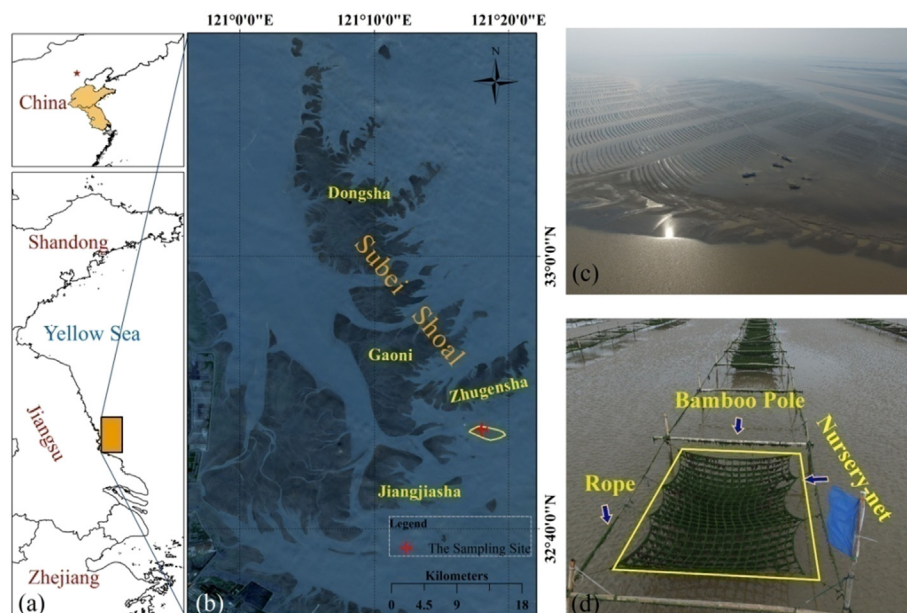 China
Shandong
Yellow Sea
Jiangsu
Zhejiang
(a)
121°0'0"E
121°10'0"E
121°20'0"E
N
Dongsha
Subei Shoal
Gaoni
Zhugensha
Jiangjiasha
Legend
The Sampling Site
Kilometers
0 4.5 9 18
(b)
33°0'0"N
32°40'0"N
(c)
Bamboo Pole
Rope
Nursery net
(d)